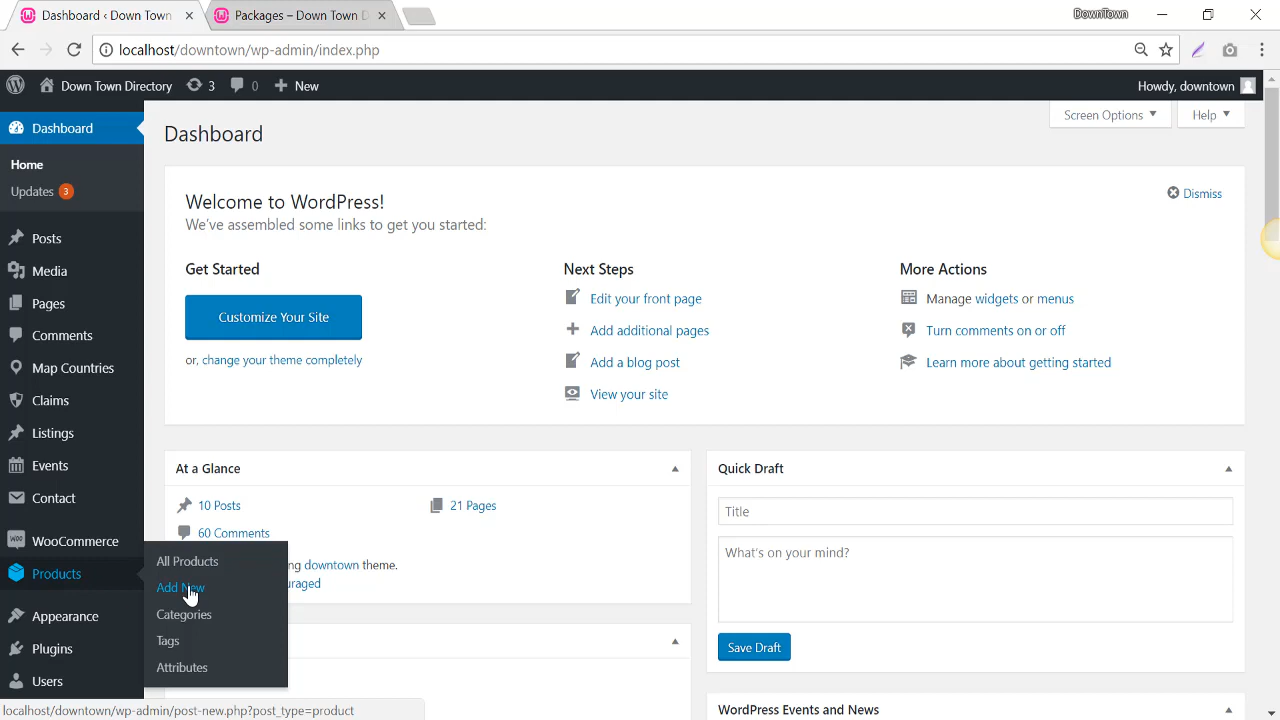 Dashboard ‹ Down Town
Packages – Down Town D
DownTown
localhost/downtown/wp-admin/index.php
Down Town Directory
3
0
New
Howdy, downtown
Dashboard
Home
Updates 3
Posts
Media
Pages
Comments
Map Countries
Claims
Listings
Events
Contact
WooCommerce
Products
Appearance
Plugins
Users
All Products
Add New
Categories
Tags
Attributes
Dashboard
Screen Options
Help
Welcome to WordPress!
We've assembled some links to get you started:
Dismiss
Get Started
Customize Your Site
or, change your theme completely
Next Steps
Edit your front page
Add additional pages
Add a blog post
View your site
More Actions
Manage widgets or menus
Turn comments on or off
Learn more about getting started
At a Glance
10 Posts
21 Pages
60 Comments
ng downtown theme.
uraged
Quick Draft
Title
What's on your mind?
Save Draft
WordPress Events and News
localhost/downtown/wp-admin/post-new.php?post_type=product